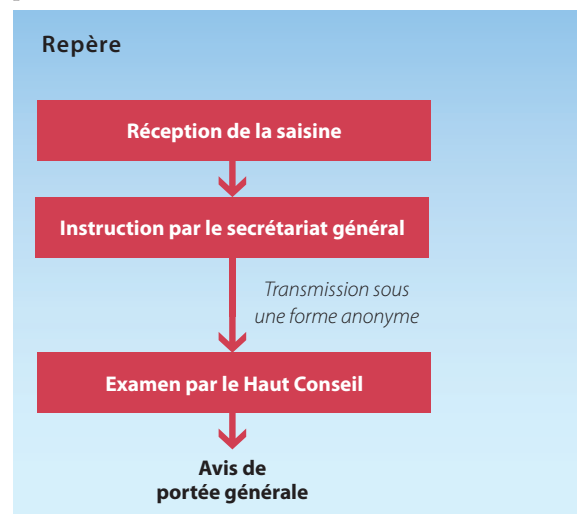 Repère
Réception de la saisine
Instruction par le secrétariat général
Transmission sous
une forme anonyme
Examen par le Haut Conseil
Avis de
portée générale